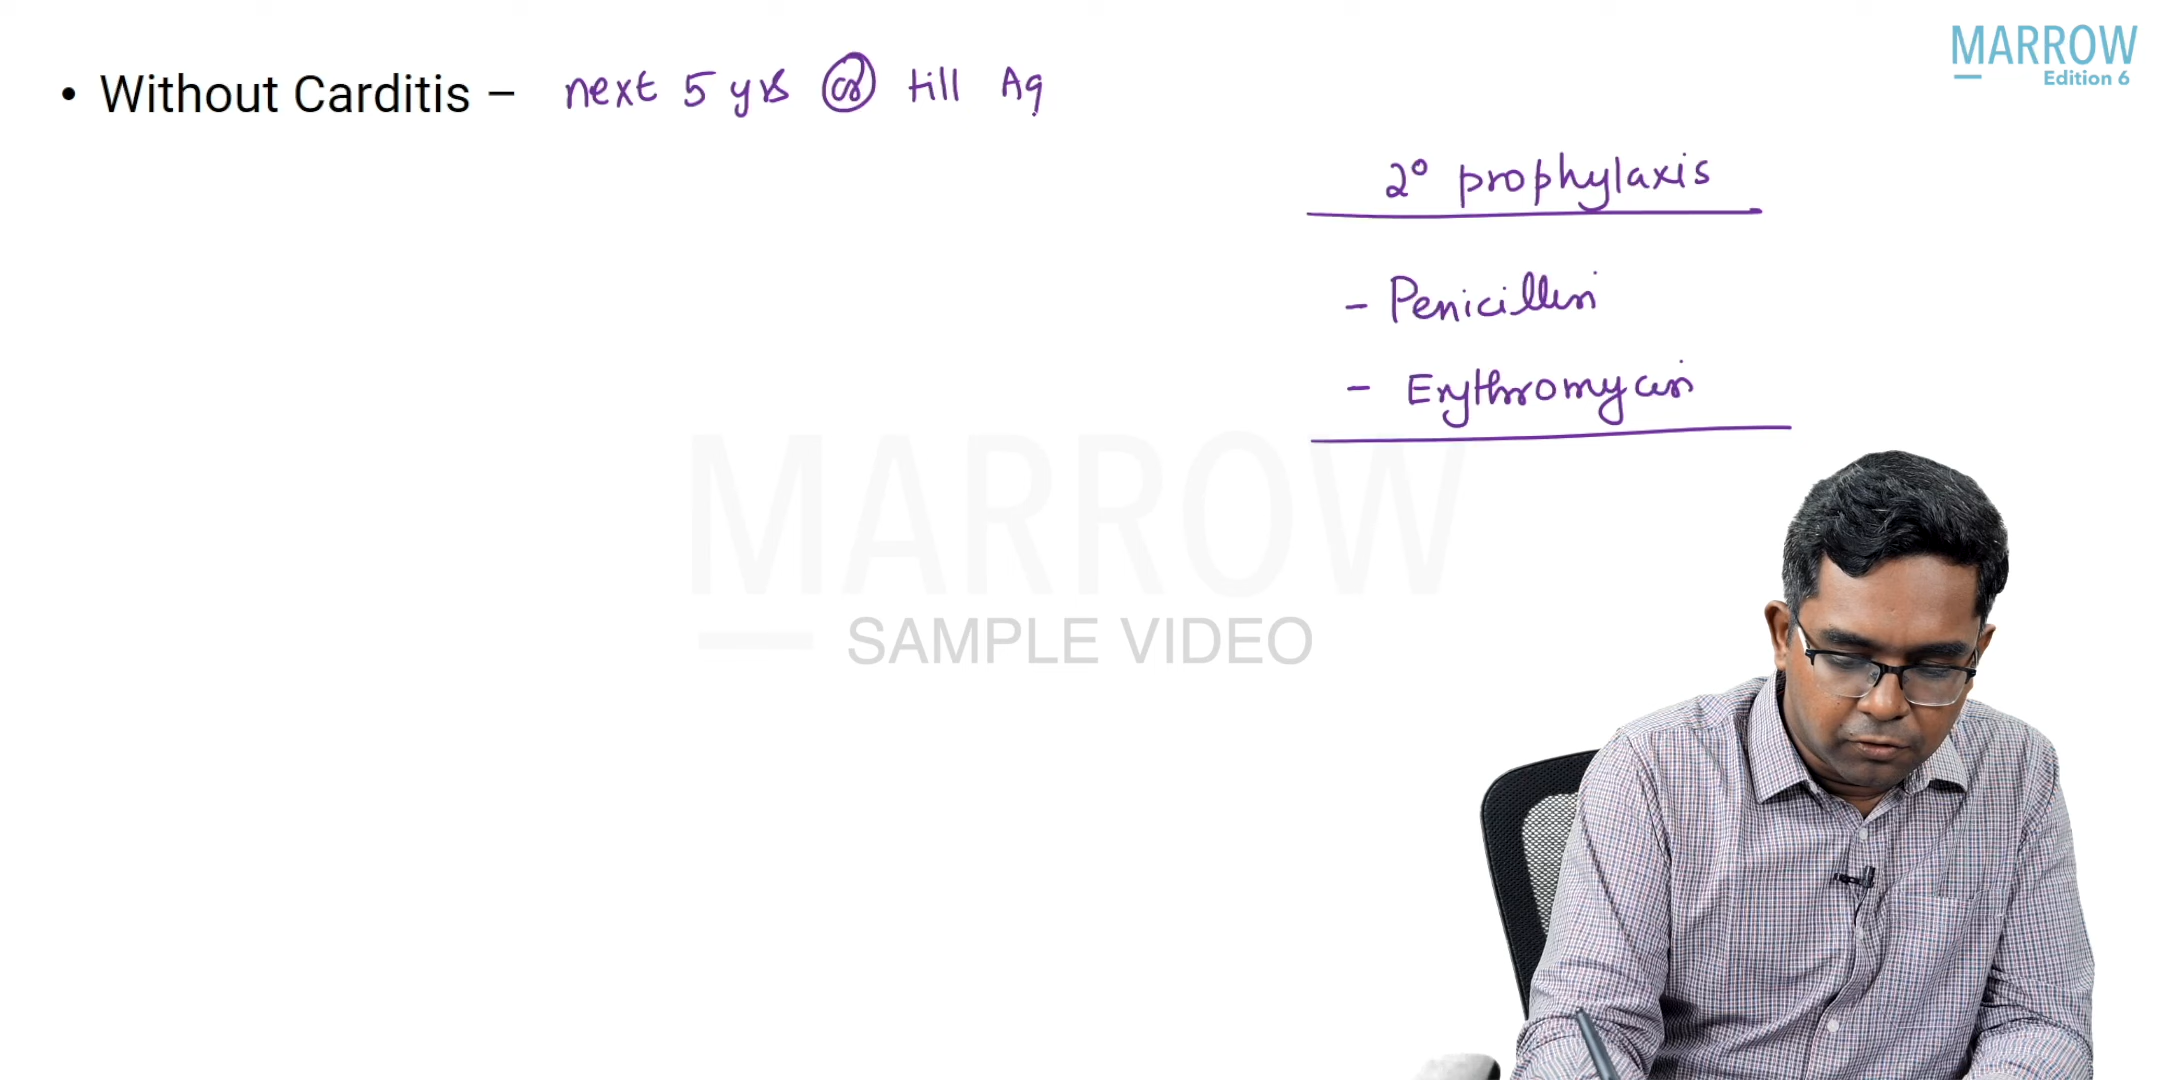 MARROW
Edition 6
• Without Carditis – next 5 yrs or till Ag
2° prophylaxis
- Penicillin
- Erythromycin
MARROW
SAMPLE VIDEO